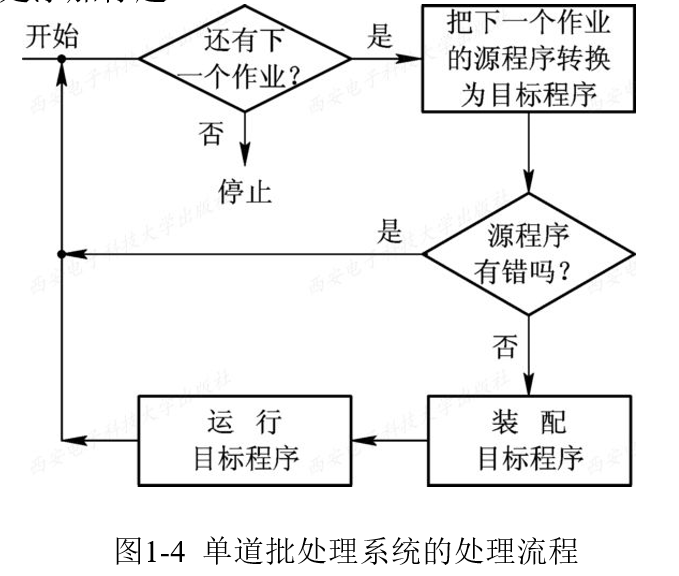 开始
还有下
一个作业？
是
把下一个作业
的源程序转换
为目标程序
否
停止
源程序
有错吗？
是
否
装 配
目标程序
运 行
目标程序
图1-4 单道批处理系统的处理流程
西安电子科技大学出版社